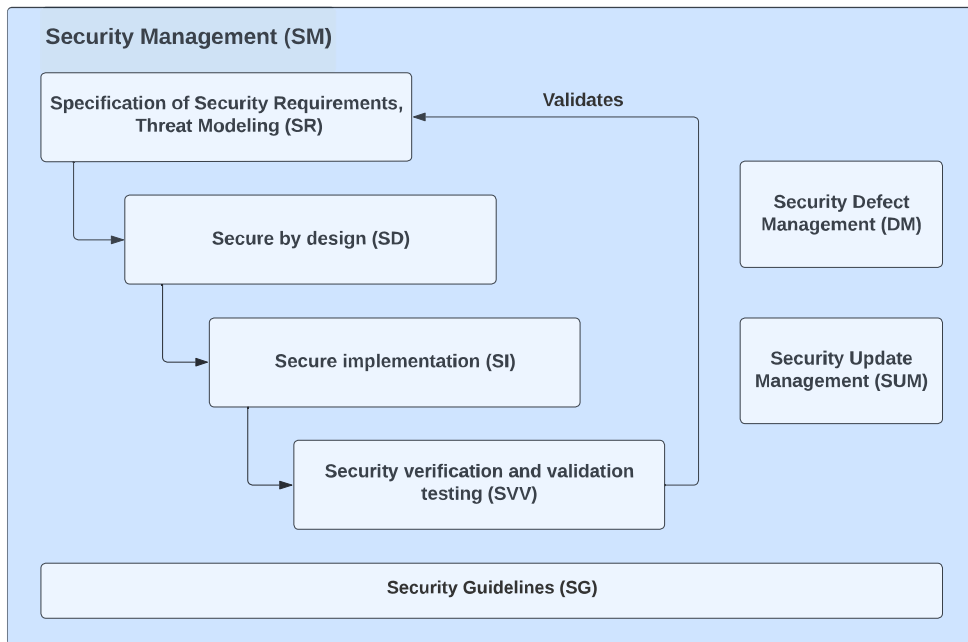 Security Management (SM)
Specification of Security Requirements,
Threat Modeling (SR)
Validates
Security Defect
Management (DM)
Secure by design (SD)
Secure implementation (SI)
Security Update
Management (SUM)
Security verification and validation
testing (SVV)
Security Guidelines (SG)